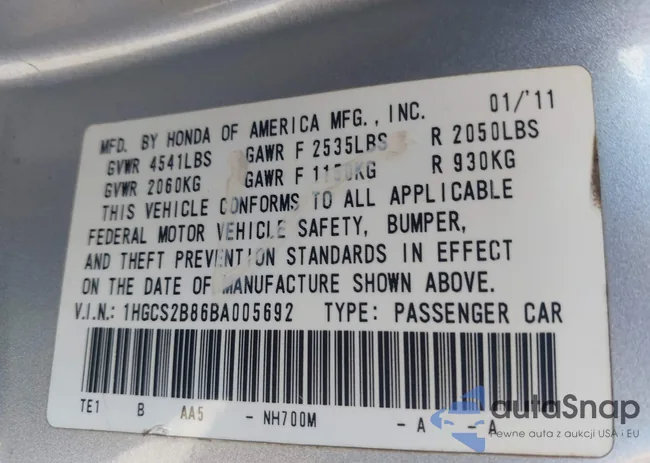 MFD. BY HONDA OF AMERICA MFG., INC. 01/'11
GVWR 4541LBS GAWR F 2535LBS R 2050LBS
GVWR 2060KG GAWR F 1150KG R 930KG
THIS VEHICLE CONFORMS TO ALL APPLICABLE
FEDERAL MOTOR VEHICLE SAFETY, BUMPER,
AND THEFT PREVENTION STANDARDS IN EFFECT
ON THE DATE OF MANUFACTURE SHOWN ABOVE.
V.I.N.: 1HGCS2B86BA005692 TYPE: PASSENGER CAR
TE1 B AA5 - NH700M - A - A
autaSnap
Pewne auta z aukcji USA i EU